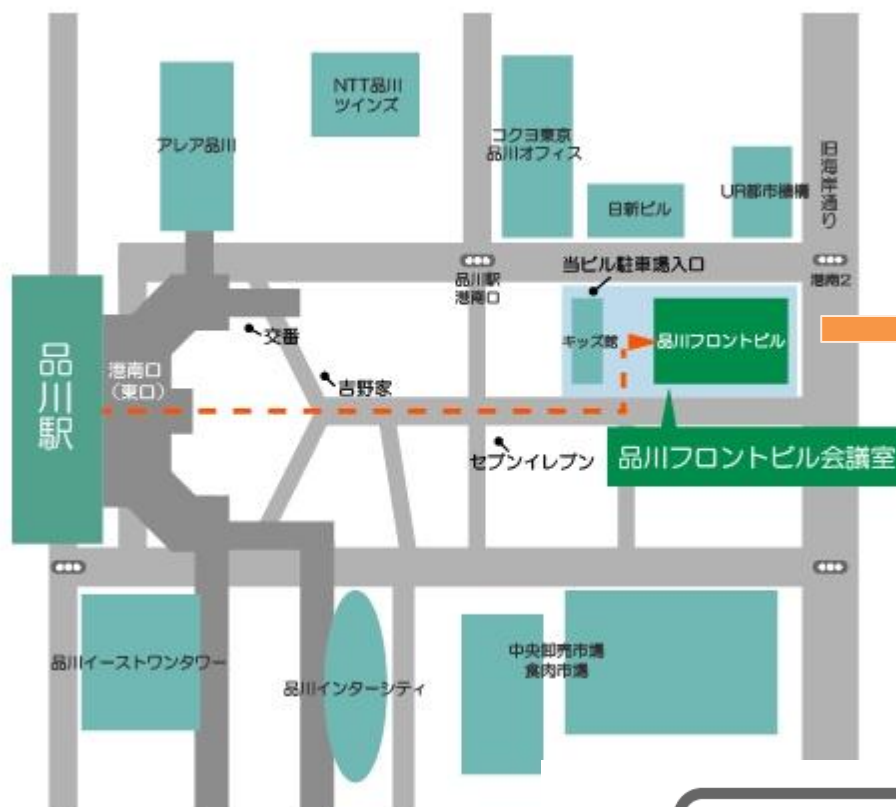 NTT品川
ツインズ
アレア品川
コクヨ東京
品川オフィス
旧海岸通り
UR都市機構
日新ビル
品川駅
港南口
当ビル駐車場入口
港南2
交番
キッズ館
品川フロントビル
品川駅
港南口
(東口)
吉野家
セブンイレブン
品川フロントビル会議室
品川イーストワンタワー
品川インターシティ
中央卸売市場
食肉市場